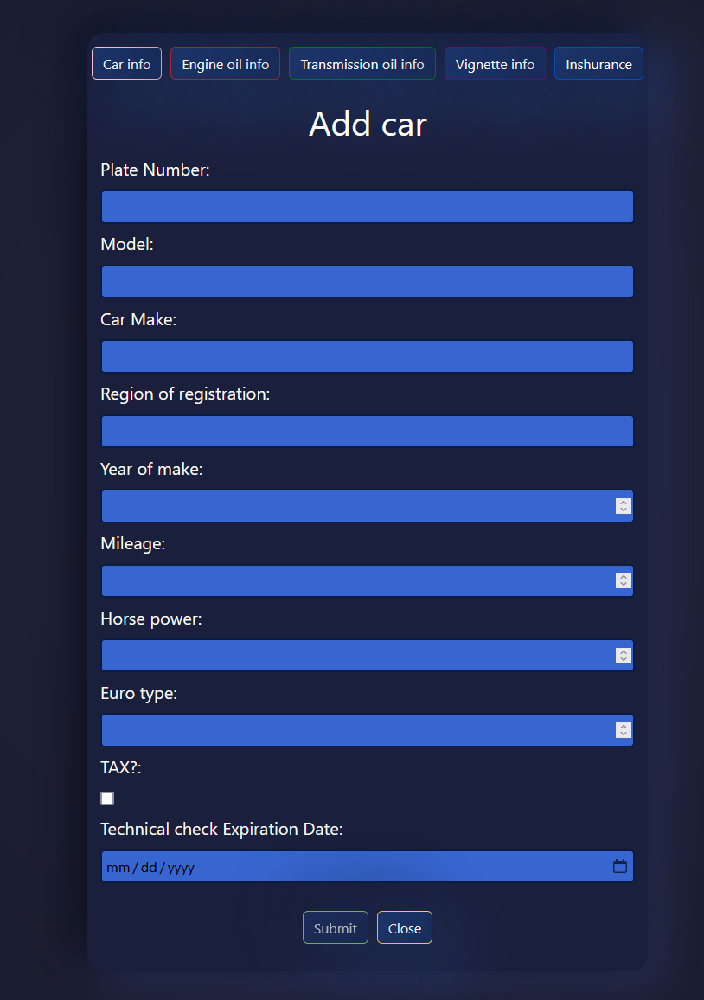 Car info Engine oil info Transmission oil info Vignette info Inshurance
Add car
Plate Number:
Model:
Car Make:
Region of registration:
Year of make:
Mileage:
Horse power:
Euro type:
TAX?:
Technical check Expiration Date:
mm/dd/yyyy
Submit Close